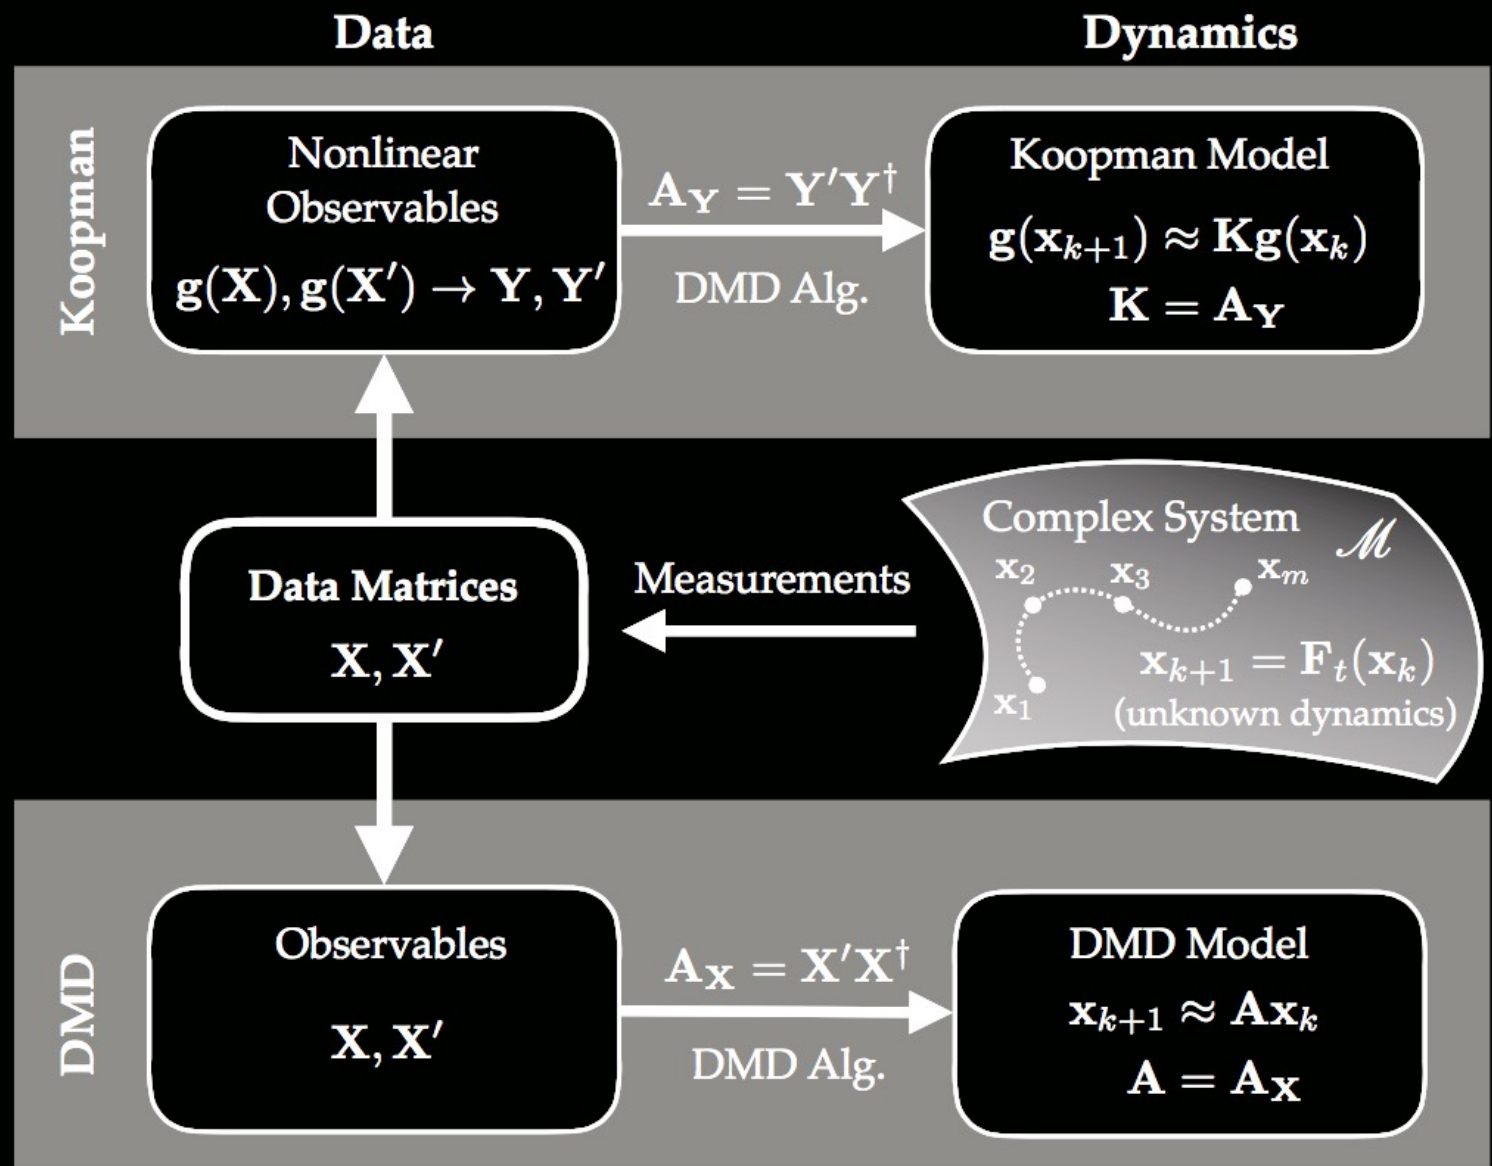 Data
Dynamics
Koopman
Nonlinear
Observables
g(X), g(X′) → Y, Y′
A_Y = Y′Y†
DMD Alg.
Koopman Model
g(x_{k+1}) ≈ Kg(x_k)
K = A_Y
Data Matrices
X, X′
Measurements
Complex System
ℳ
x_2
x_3
x_m
x_1
x_{k+1} = F_t(x_k)
(unknown dynamics)
DMD
Observables
X, X′
A_X = X′X†
DMD Alg.
DMD Model
x_{k+1} ≈ Ax_k
A = A_X